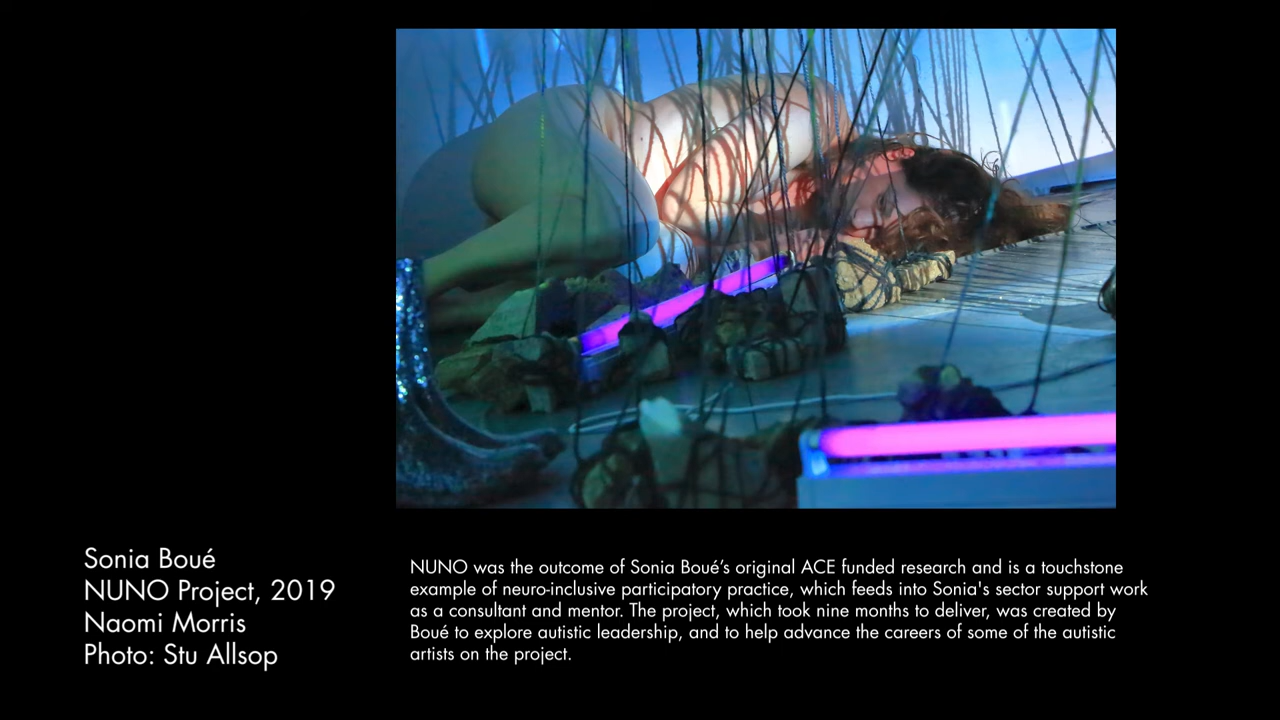 Sonia Boué
NUNO Project, 2019
Naomi Morris
Photo: Stu Allsop
NUNO was the outcome of Sonia Boué’s original ACE funded research and is a touchstone
example of neuro-inclusive participatory practice, which feeds into Sonia's sector support work
as a consultant and mentor. The project, which took nine months to deliver, was created by
Boué to explore autistic leadership, and to help advance the careers of some of the autistic
artists on the project.